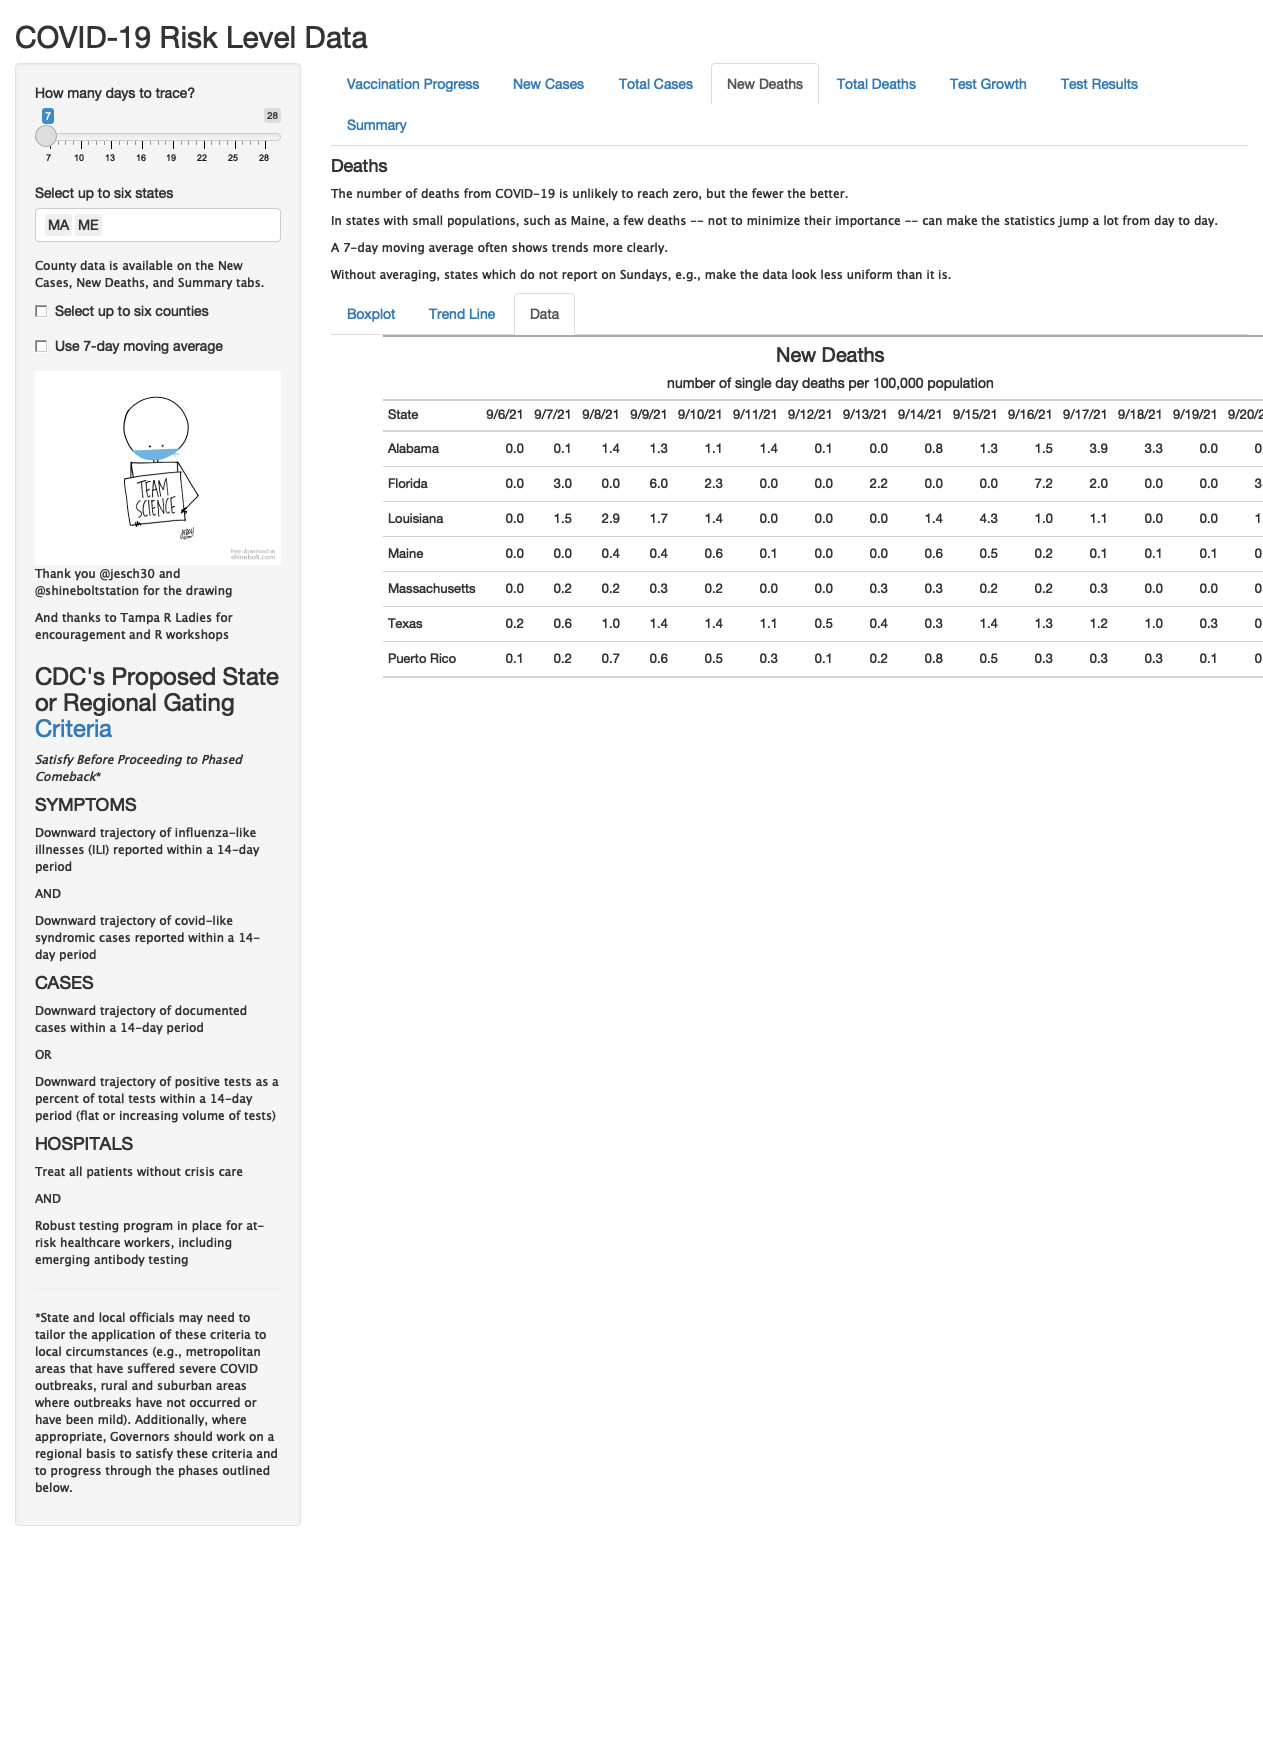 COVID-19 Risk Level Data
How many days to trace?
7 28
7 10 13 16 19 22 25 28
Select up to six states
MA ME
County data is available on the New
Cases, New Deaths, and Summary tabs.
Select up to six counties
Use 7-day moving average
TEAM
SCIENCE
free download at
shinebolt.com
Thank you @jesch30 and
@shineboltstation for the drawing
And thanks to Tampa R Ladies for
encouragement and R workshops
CDC's Proposed State
or Regional Gating
Criteria
Satisfy Before Proceeding to Phased
Comeback*
SYMPTOMS
Downward trajectory of influenza-like
illnesses (ILI) reported within a 14-day
period
AND
Downward trajectory of covid-like
syndromic cases reported within a 14-
day period
CASES
Downward trajectory of documented
cases within a 14-day period
OR
Downward trajectory of positive tests as a
percent of total tests within a 14-day
period (flat or increasing volume of tests)
HOSPITALS
Treat all patients without crisis care
AND
Robust testing program in place for at-
risk healthcare workers, including
emerging antibody testing
*State and local officials may need to
tailor the application of these criteria to
local circumstances (e.g., metropolitan
areas that have suffered severe COVID
outbreaks, rural and suburban areas
where outbreaks have not occurred or
have been mild). Additionally, where
appropriate, Governors should work on a
regional basis to satisfy these criteria and
to progress through the phases outlined
below.
Vaccination Progress New Cases Total Cases New Deaths Total Deaths Test Growth Test Results
Summary
Deaths
The number of deaths from COVID-19 is unlikely to reach zero, but the fewer the better.
In states with small populations, such as Maine, a few deaths -- not to minimize their importance -- can make the statistics jump a lot from day to day.
A 7-day moving average often shows trends more clearly.
Without averaging, states which do not report on Sundays, e.g., make the data look less uniform than it is.
Boxplot Trend Line Data
New Deaths
number of single day deaths per 100,000 population
State 9/6/21 9/7/21 9/8/21 9/9/21 9/10/21 9/11/21 9/12/21 9/13/21 9/14/21 9/15/21 9/16/21 9/17/21 9/18/21 9/19/21 9/20/2
Alabama 0.0 0.1 1.4 1.3 1.1 1.4 0.1 0.0 0.8 1.3 1.5 3.9 3.3 0.0 0
Florida 0.0 3.0 0.0 6.0 2.3 0.0 0.0 2.2 0.0 0.0 7.2 2.0 0.0 0.0 3
Louisiana 0.0 1.5 2.9 1.7 1.4 0.0 0.0 0.0 1.4 4.3 1.0 1.1 0.0 0.0 1
Maine 0.0 0.0 0.4 0.4 0.6 0.1 0.0 0.0 0.6 0.5 0.2 0.1 0.1 0.1 0
Massachusetts 0.0 0.2 0.2 0.3 0.2 0.0 0.0 0.3 0.3 0.2 0.2 0.3 0.0 0.0 0
Texas 0.2 0.6 1.0 1.4 1.4 1.1 0.5 0.4 0.3 1.4 1.3 1.2 1.0 0.3 0
Puerto Rico 0.1 0.2 0.7 0.6 0.5 0.3 0.1 0.2 0.8 0.5 0.3 0.3 0.3 0.1 0